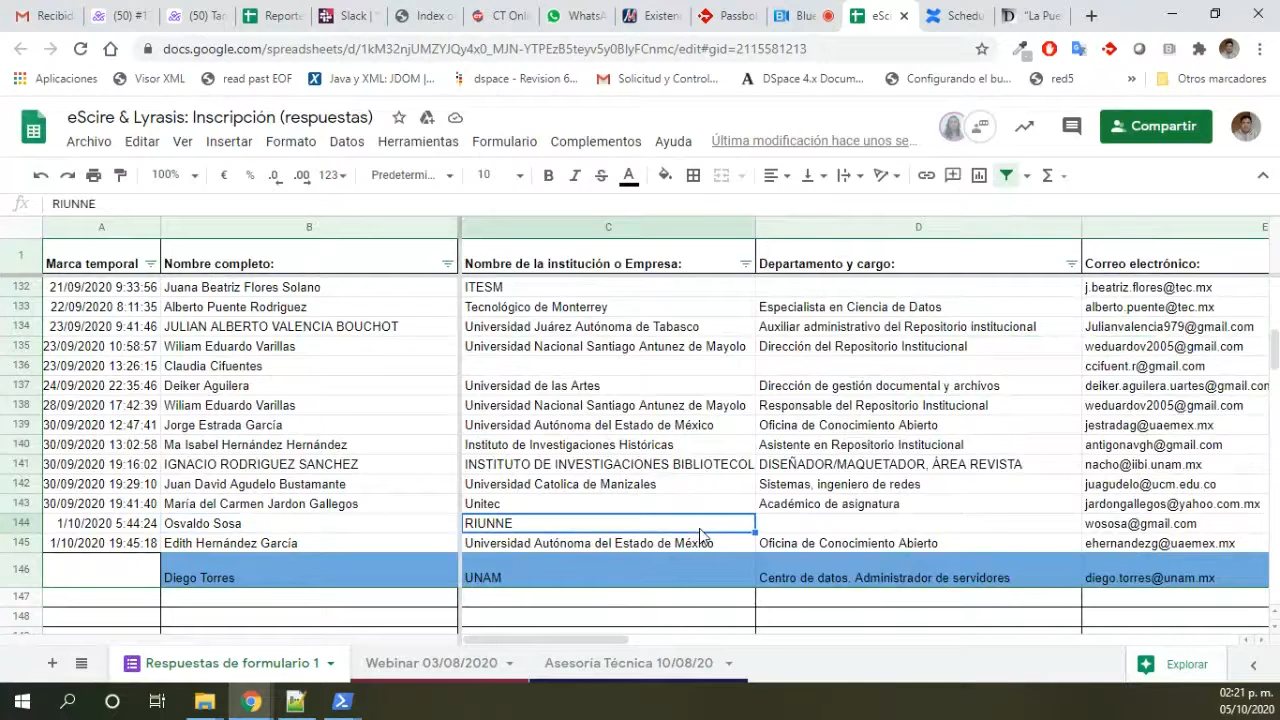 Recibid (50) #T (50) Tar Reporte Slack | Index o CT Onli WhatsA Existen Passbo Blue eSc Schedu "La Pue
docs.google.com/spreadsheets/d/1kM32njUMZYJQy4x0_MJN-YTPEzB5teyv5y0BlyFCnmc/edit#gid=2115581213
Aplicaciones Visor XML read past EOF Java y XML: JDOM |... dspace - Revision 6... Solicitud y Control... DSpace 4.x Docum... Configurando el bu... red5 » Otros marcadores
eScire & Lyrasis: Inscripción (respuestas)
Archivo Editar Ver Insertar Formato Datos Herramientas Formulario Complementos Ayuda Última modificación hace unos se...
Compartir
100% € % .0 .00 123 Predetermi... 10 B I S A Σ
fx RIUNNE
A B C D E
1 Marca temporal Nombre completo: Nombre de la institución o Empresa: Departamento y cargo: Correo electrónico:
132 21/09/2020 9:33:56 Juana Beatriz Flores Solano ITESM j.beatriz.flores@tec.mx
133 22/09/2020 8:11:35 Alberto Puente Rodriguez Tecnológico de Monterrey Especialista en Ciencia de Datos alberto.puente@tec.mx
134 23/09/2020 9:41:46 JULIAN ALBERTO VALENCIA BOUCHOT Universidad Juárez Autónoma de Tabasco Auxiliar administrativo del Repositorio institucional Julianvalencia979@gmail.com
135 23/09/2020 10:58:57 Wiliam Eduardo Varillas Universidad Nacional Santiago Antunez de Mayolo Dirección del Repositorio Institucional weduardov2005@gmail.com
136 23/09/2020 13:26:15 Claudia Cifuentes ccifuent.r@gmail.com
137 24/09/2020 22:35:46 Deiker Aguilera Universidad de las Artes Dirección de gestión documental y archivos deiker.aguilera.uartes@gmail.con
138 28/09/2020 17:42:39 Wiliam Eduardo Varillas Universidad Nacional Santiago Antunez de Mayolo Responsable del Repositorio Institucional weduardov2005@gmail.com
139 30/09/2020 12:47:41 Jorge Estrada García Universidad Autónoma del Estado de México Oficina de Conocimiento Abierto jestradag@uaemex.mx
140 30/09/2020 13:02:58 Ma Isabel Hernández Hernández Instituto de Investigaciones Históricas Asistente en Repositorio Institucional antigonavgh@gmail.com
141 30/09/2020 19:16:02 IGNACIO RODRIGUEZ SANCHEZ INSTITUTO DE INVESTIGACIONES BIBLIOTECOL DISEÑADOR/MAQUETADOR, ÁREA REVISTA nacho@iibi.unam.mx
142 30/09/2020 19:29:10 Juan David Agudelo Bustamante Universidad Catolica de Manizales Sistemas, ingeniero de redes juagudelo@ucm.edu.co
143 30/09/2020 19:41:40 María del Carmen Jardon Gallegos Unitec Académico de asignatura jardongallegos@yahoo.com.mx
144 1/10/2020 5:44:24 Osvaldo Sosa RIUNNE wososa@gmail.com
145 1/10/2020 19:45:18 Edith Hernández García Universidad Autónoma del Estado de México Oficina de Conocimiento Abierto ehernandezg@uaemex.mx
146 Diego Torres UNAM Centro de datos. Administrador de servidores diego.torres@unam.mx
147
148
Respuestas de formulario 1 Webinar 03/08/2020 Asesoría Técnica 10/08/20 Explorar
02:21 p. m.
05/10/2020